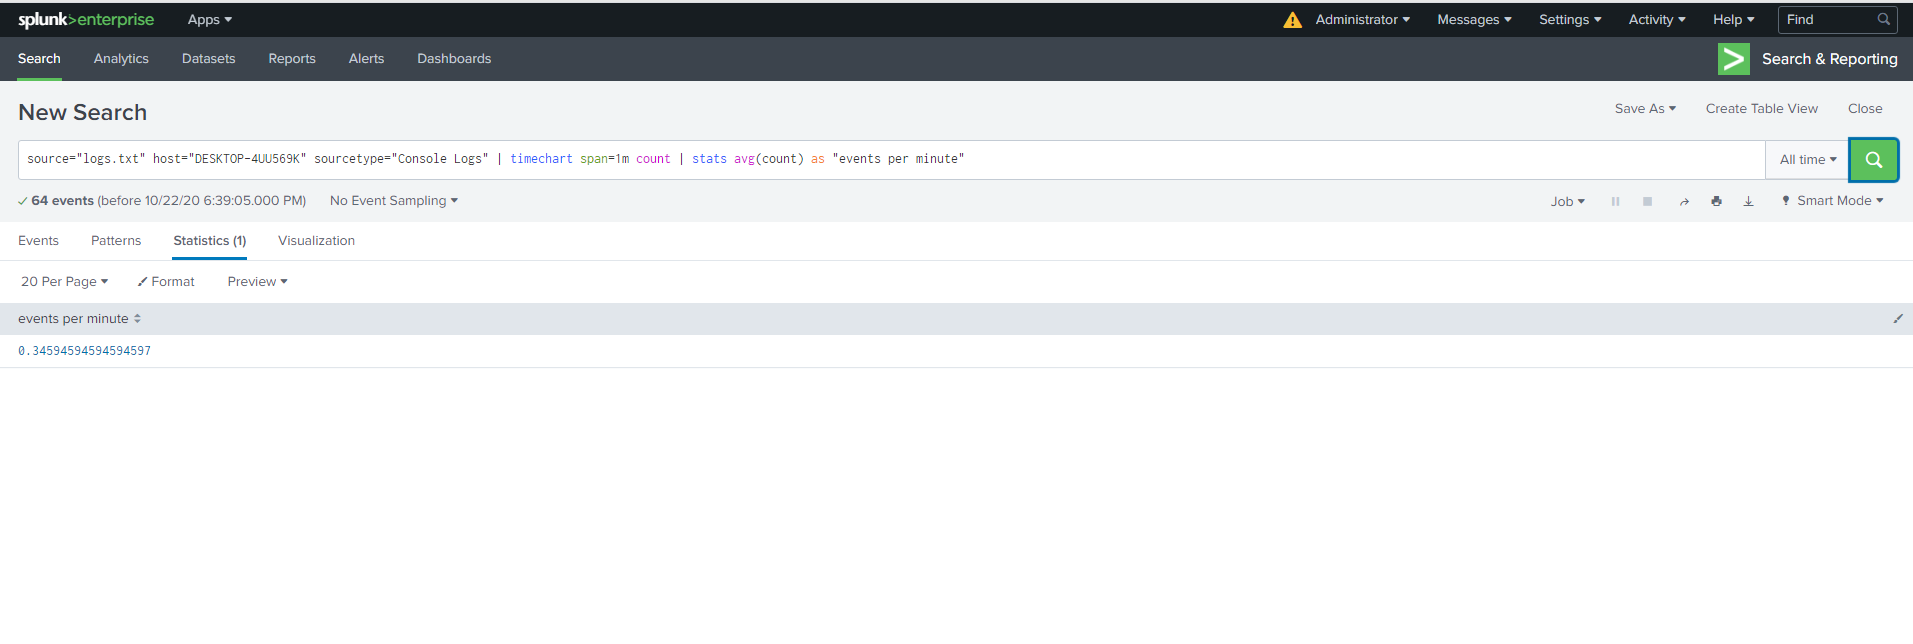 splunk>enterprise Apps Administrator Messages Settings Activity Help Find
Search Analytics Datasets Reports Alerts Dashboards Search & Reporting
New Search Save As Create Table View Close
source="logs.txt" host="DESKTOP-4UU569K" sourcetype="Console Logs" | timechart span=1m count | stats avg(count) as "events per minute" All time
64 events (before 10/22/20 6:39:05.000 PM) No Event Sampling Job Smart Mode
Events Patterns Statistics (1) Visualization
20 Per Page Format Preview
events per minute
0.34594594594594597